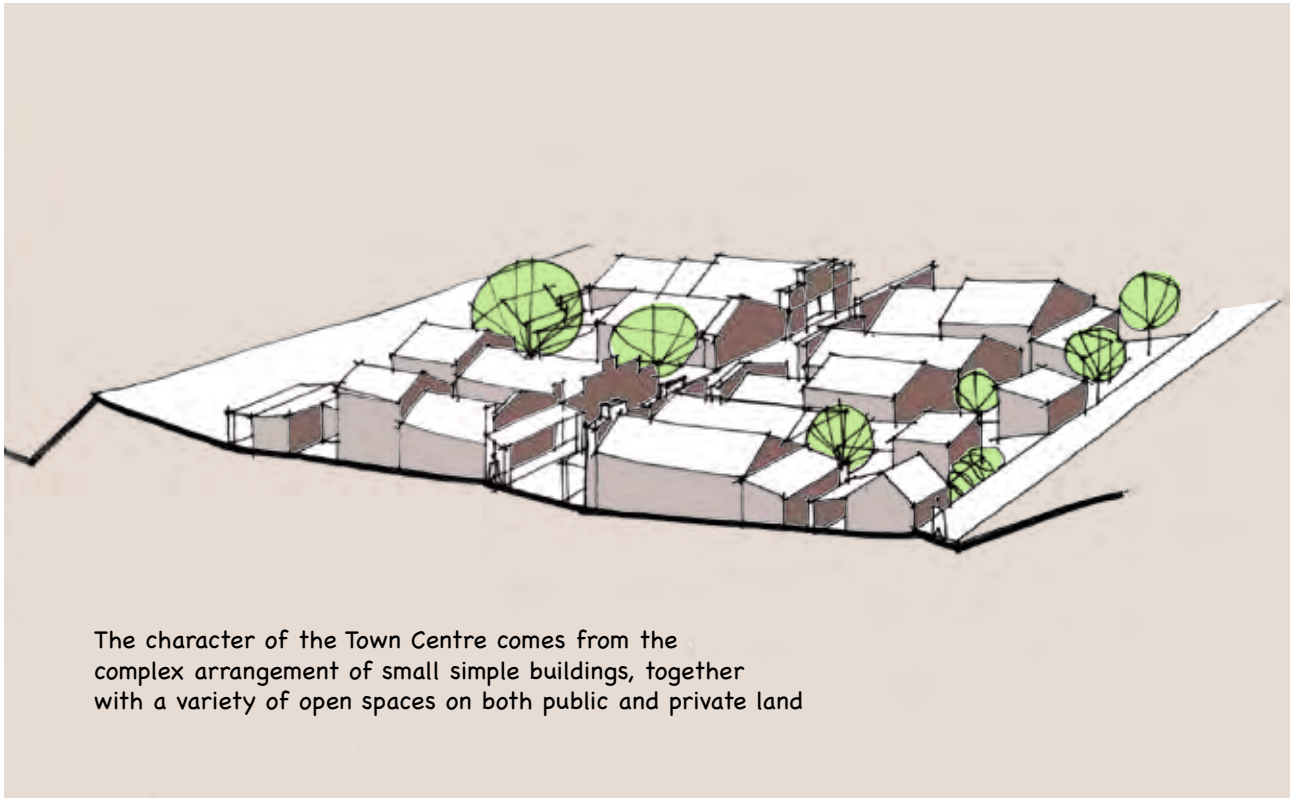 The character of the Town Centre comes from the
complex arrangement of small simple buildings, together
with a variety of open spaces on both public and private land